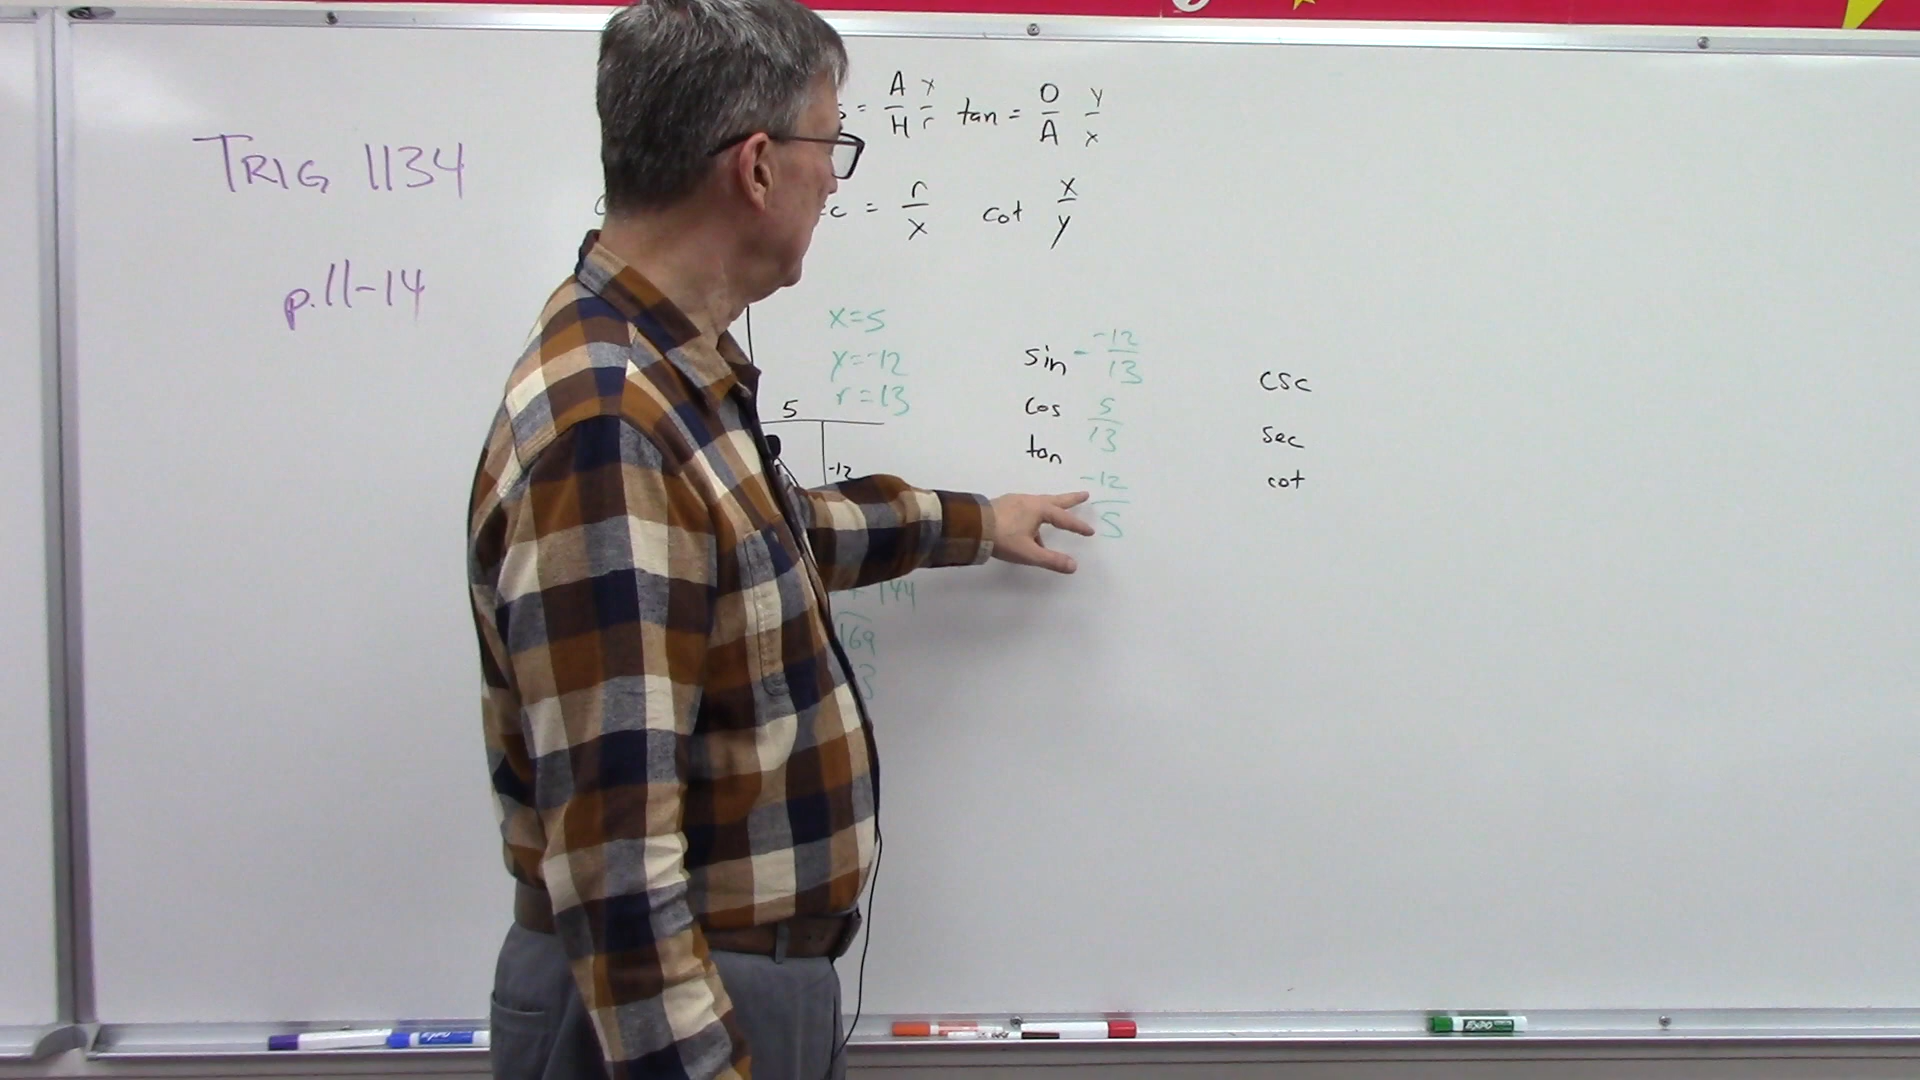 TRIG 1134
p.11-14
= A/H x/r tan = O/A y/x
= r/x cot x/y
x=5
y=-12
r=13
5
-12
144
169
sin - -12/13
cos 5/13
tan -12/5
csc
sec
cot
EXPO